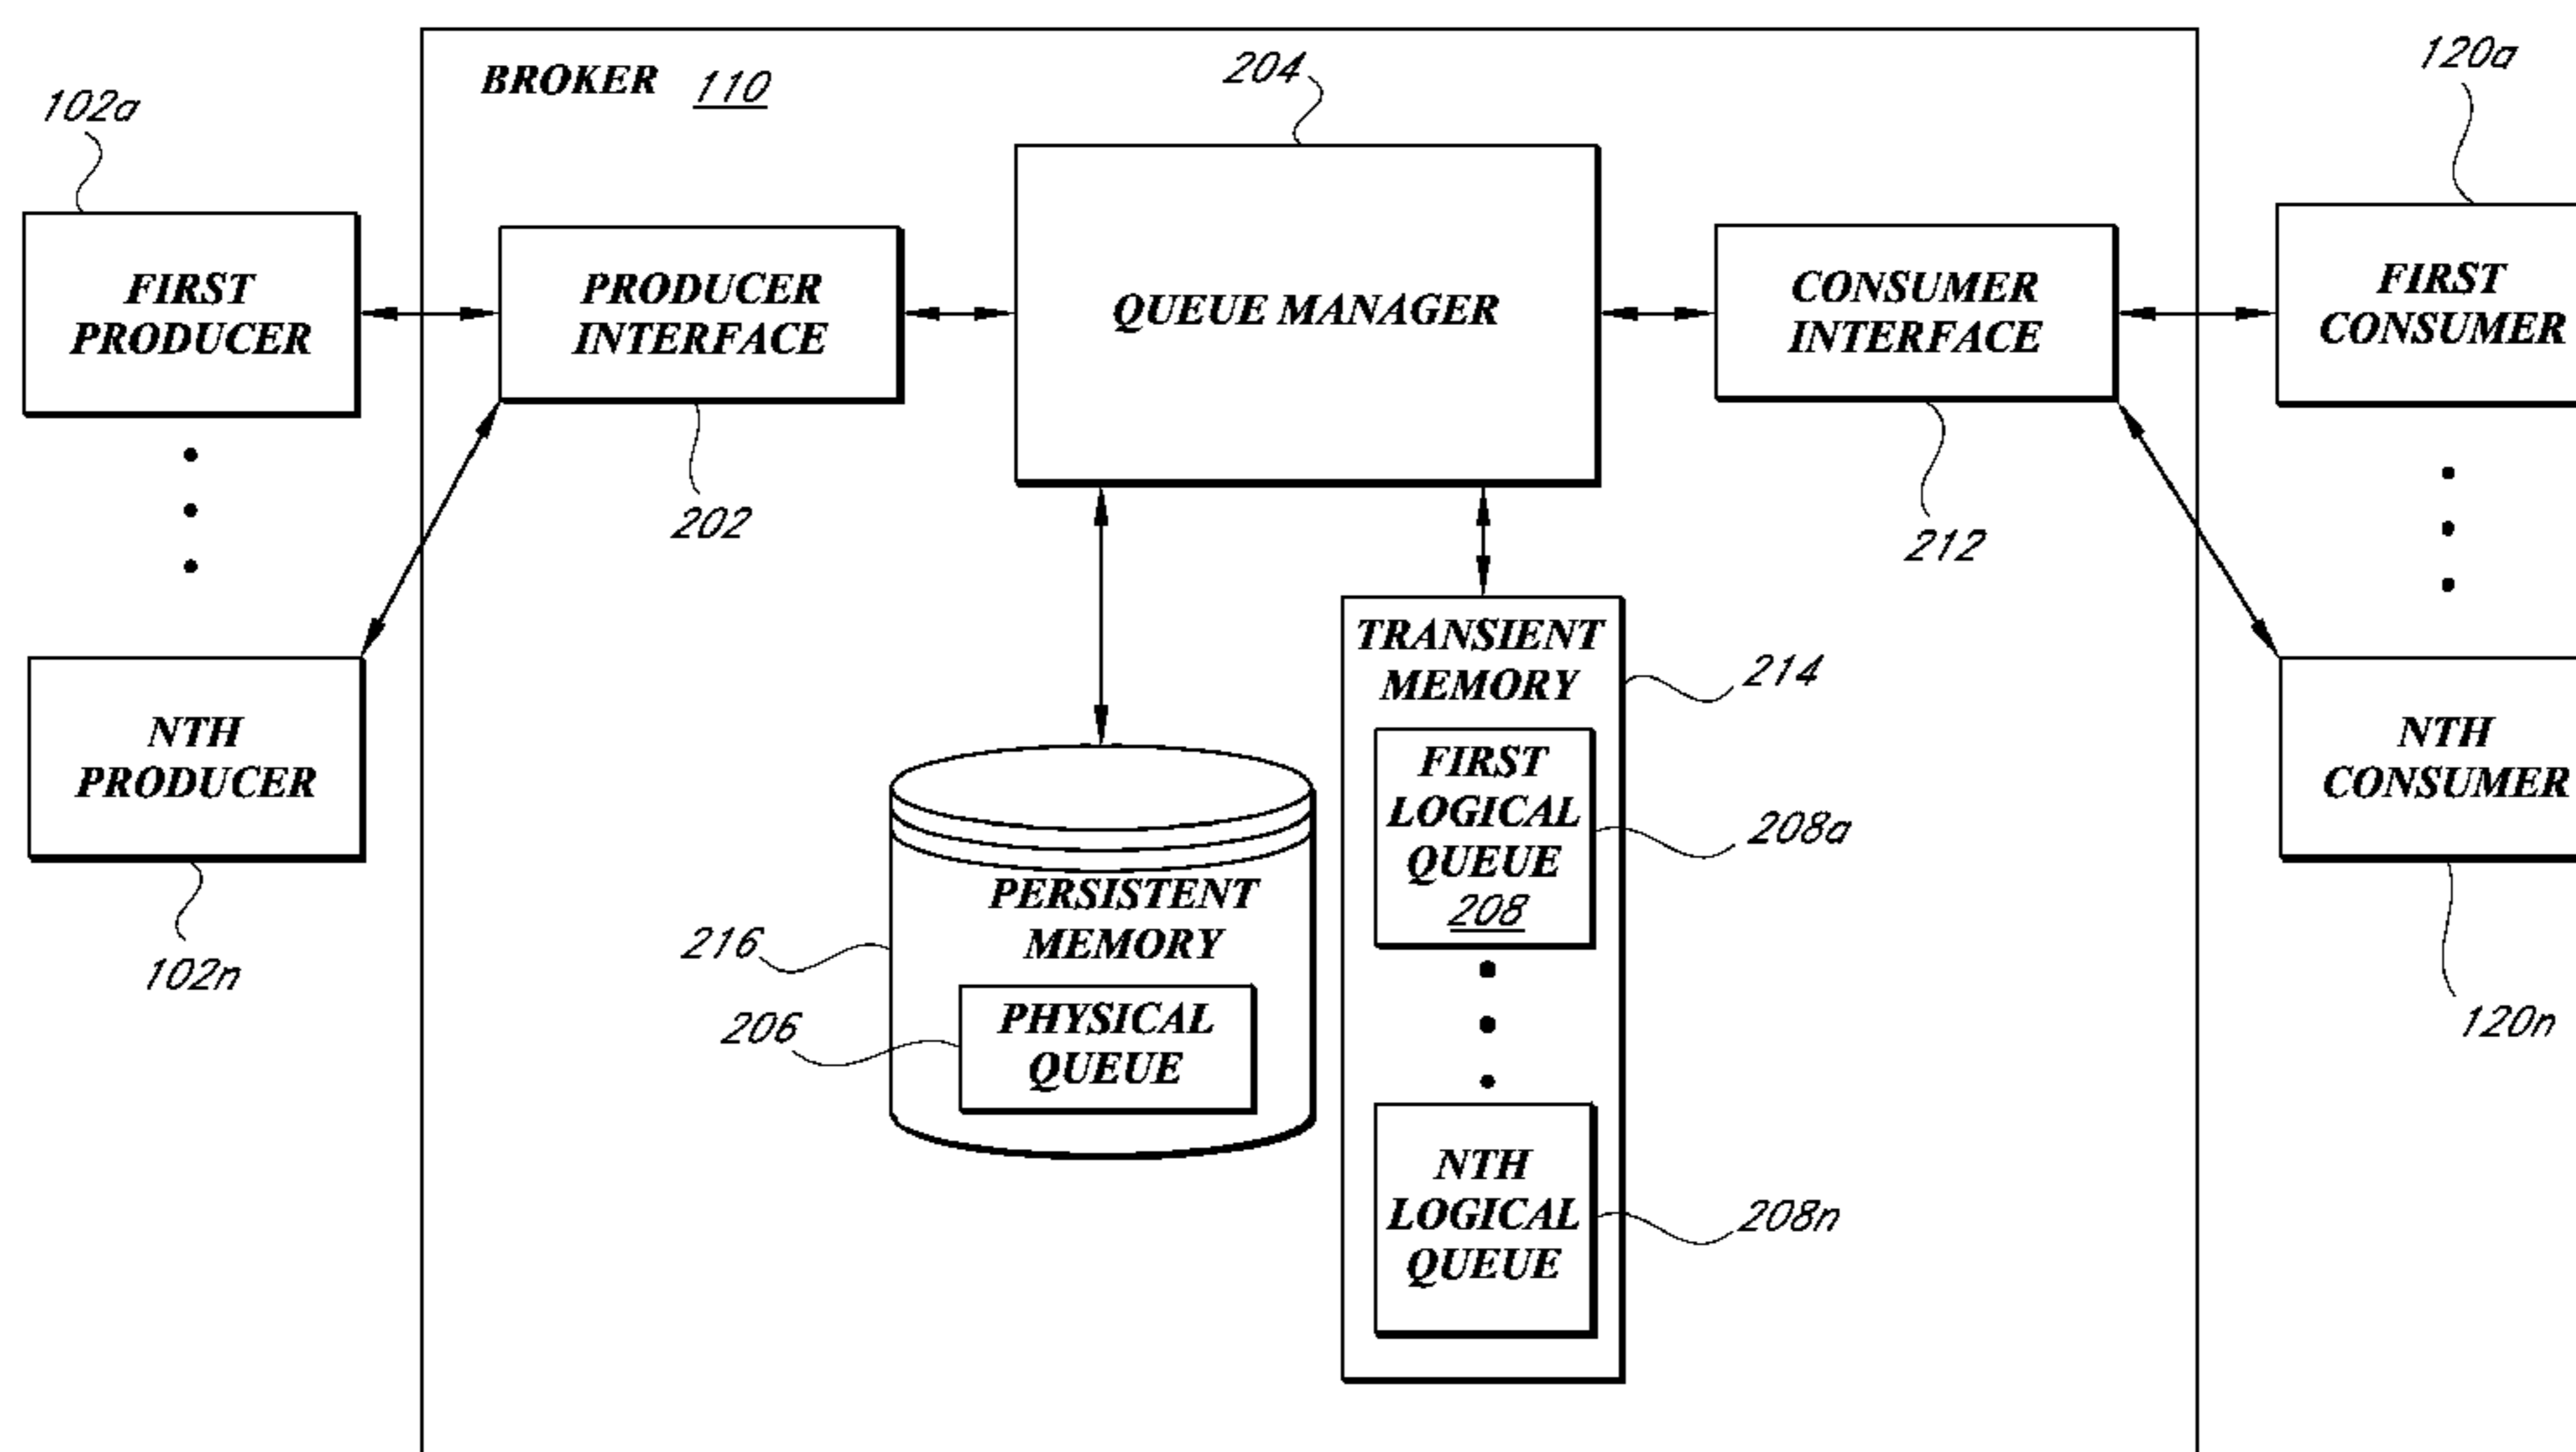 BROKER 110
204
120a
102a
FIRST
PRODUCER
PRODUCER
INTERFACE
QUEUE MANAGER
CONSUMER
INTERFACE
FIRST
CONSUMER
202
212
TRANSIENT
MEMORY
214
NTH
PRODUCER
NTH
CONSUMER
FIRST
LOGICAL
QUEUE
208
208a
PERSISTENT
MEMORY
216
102n
PHYSICAL
QUEUE
206
120n
NTH
LOGICAL
QUEUE
208n